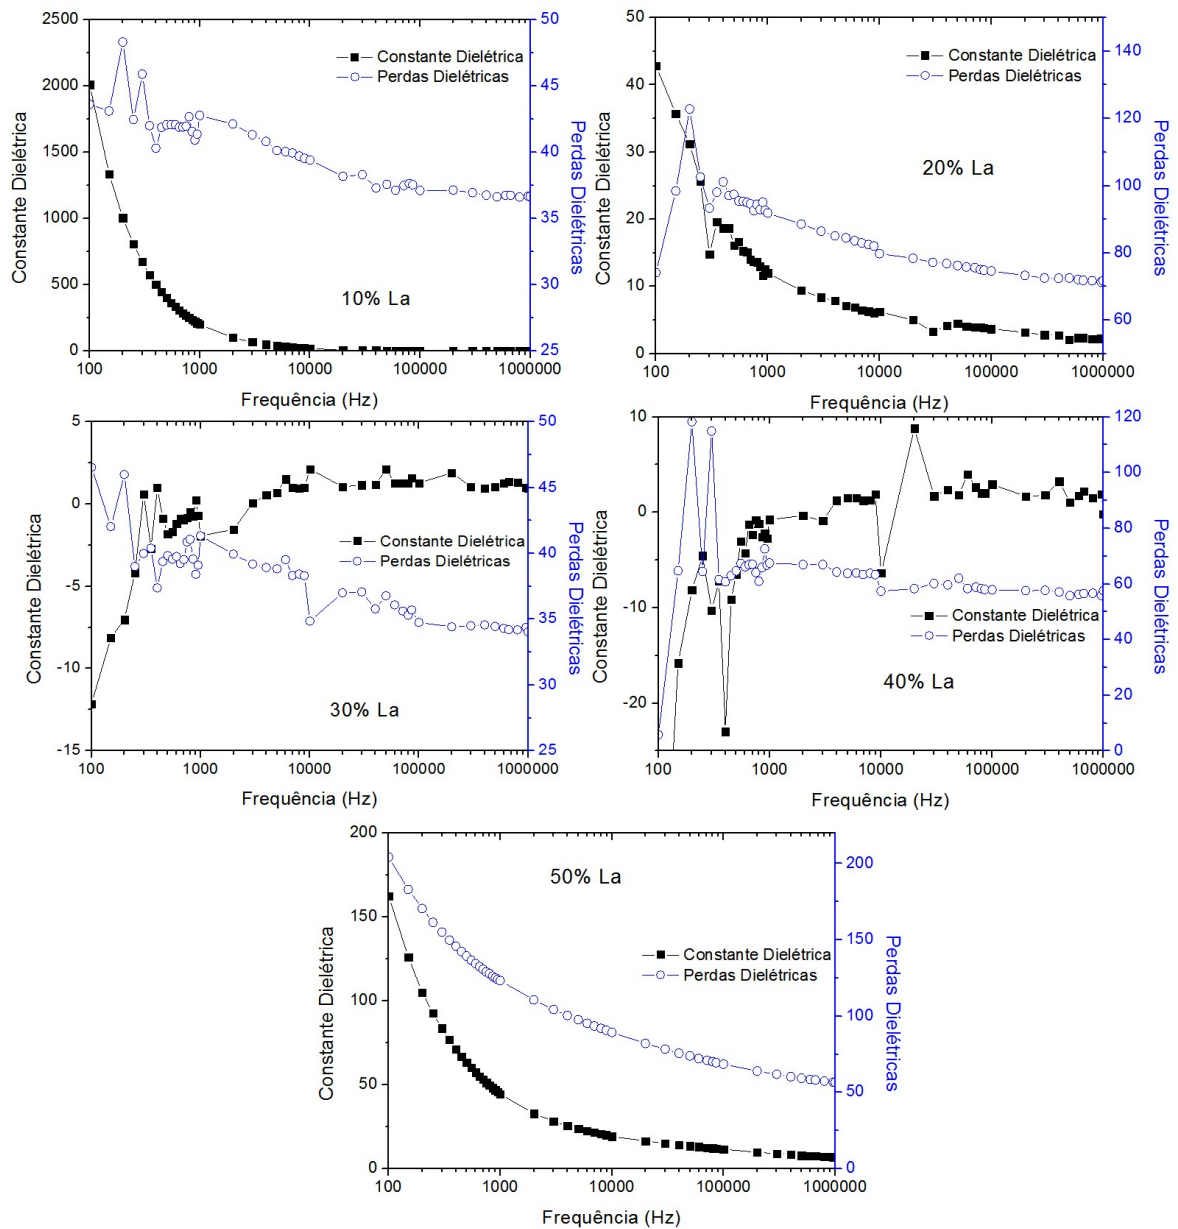 2500
2000
1500
1000
500
0
50
45
40
35
30
25
Constante Dielétrica
Perdas Dielétricas
10% La
Constante Dielétrica
Perdas Dielétricas
100 1000 10000 100000 1000000
Frequência (Hz)
50
40
30
20
10
0
140
120
100
80
60
Constante Dielétrica
Perdas Dielétricas
20% La
Constante Dielétrica
Perdas Dielétricas
100 1000 10000 100000 1000000
Frequência (Hz)
5
0
-5
-10
-15
50
45
40
35
30
25
Constante Dielétrica
Perdas Dielétricas
30% La
Constante Dielétrica
Perdas Dielétricas
100 1000 10000 100000 1000000
Frequência (Hz)
10
0
-10
-20
120
100
80
60
40
20
0
Constante Dielétrica
Perdas Dielétricas
40% La
Constante Dielétrica
Perdas Dielétricas
100 1000 10000 100000 1000000
Frequência (Hz)
200
150
100
50
0
200
150
100
50
0
50% La
Constante Dielétrica
Perdas Dielétricas
Constante Dielétrica
Perdas Dielétricas
100 1000 10000 100000 1000000
Frequência (Hz)